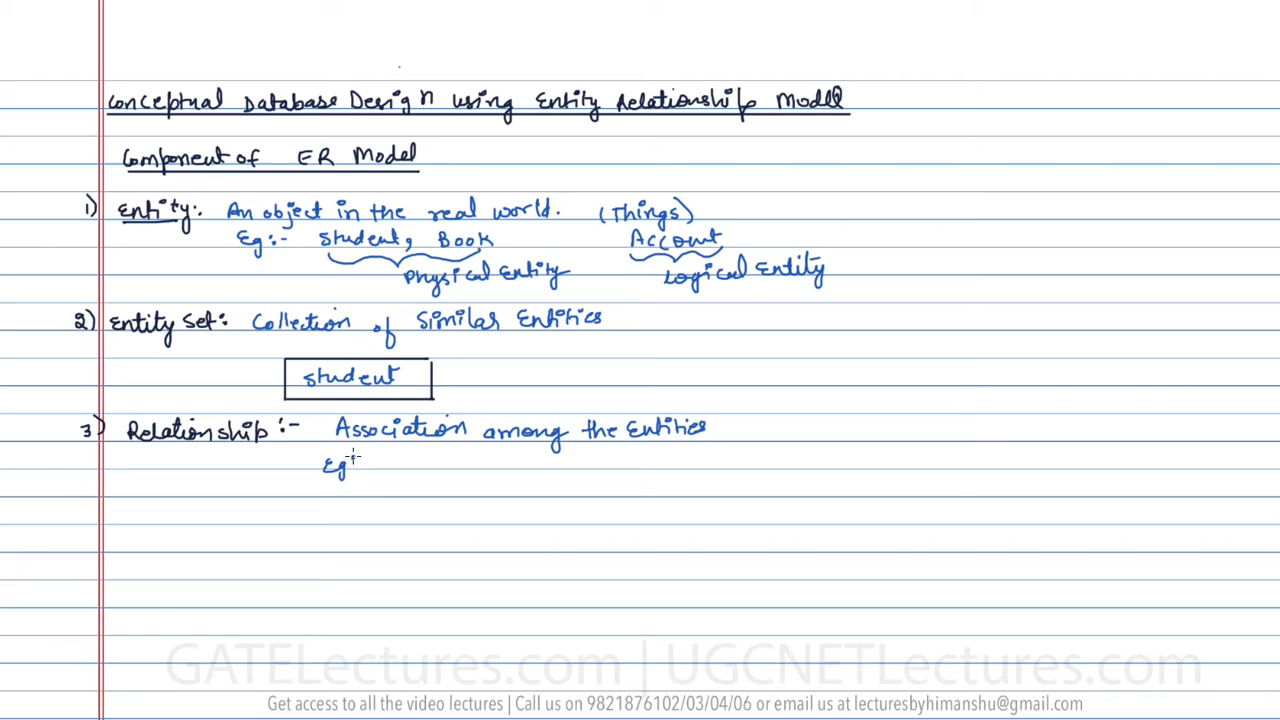 Conceptual Database Design using Entity Relationship Model
Component of ER Model
1) Entity:- An object in the real world. (Things)
Eg:- Student, Book Account
Physical Entity Logical Entity
2) Entity Set: Collection of Similar Entities
Student
3) Relationship:- Association among the Entities
Eg:
GATELectures.com | UGCNETLectures.com
Get access to all the video lectures | Call us on 9821876102/03/04/06 or email us at lecturesbyhimanshu@gmail.com